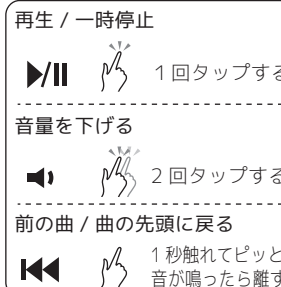 再生 / 一時停止
1 回タップする
音量を下げる
2 回タップする
前の曲 / 曲の先頭に戻る
1 秒触れてピッと
音が鳴ったら離す